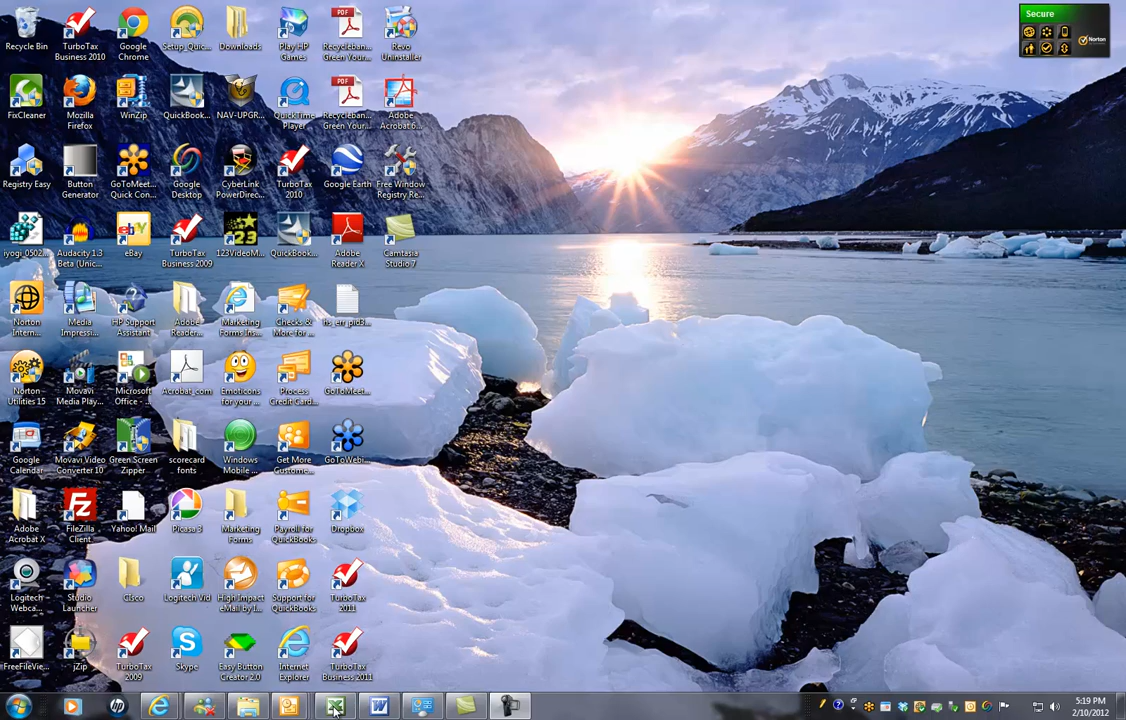 Recycle Bin
TurboTax
Business 2010
Google
Chrome
Setup_Quic...
Downloads
Play HP
Games
Recycleban...
Green Your...
Revo
Uninstaller
FixCleaner
Mozilla
Firefox
WinZip
QuickBook...
NAV-UPGR...
QuickTime
Player
Recycleban...
Green Your...
Adobe
Acrobat 6...
Registry Easy
Button
Generator
GoToMeet...
Quick Con...
Google
Desktop
CyberLink
PowerDirec...
TurboTax
2010
Google Earth
Free Window
Registry Re...
iyogi_0502...
Audacity 1.3
Beta (Unic...
eBay
TurboTax
Business 2009
123VideoM...
QuickBook...
Adobe
Reader X
Camtasia
Studio 7
Norton
Intern...
Media
Impressi...
HP Support
Assistant
Adobe
Reader...
Marketing
Forms Ins...
Checks &
More for ...
hs_err_pid3...
Norton
Utilities 15
Movavi
Media Play...
Microsoft
Office - ...
Acrobat_com
Emoticons
for your ...
Process
Credit Card...
GoToMeet...
Google
Calendar
Movavi Video
Converter 10
Green Screen
Zipper
scorecard
fonts
Windows
Mobile ...
Get More
Custome...
GoToWebi...
Adobe
Acrobat X
FileZilla
Client
Yahoo! Mail
Picasa 3
Marketing
Forms
Payroll for
QuickBooks
Dropbox
Logitech
Webca...
Studio
Launcher
Cisco
Logitech Vid
High Impact
eMail by I...
Support for
QuickBooks
TurboTax
2011
FreeFileVie...
jZip
TurboTax
2009
Skype
Easy Button
Creator 2.0
Internet
Explorer
TurboTax
Business 2011
Secure
Norton
5:19 PM
2/10/2012